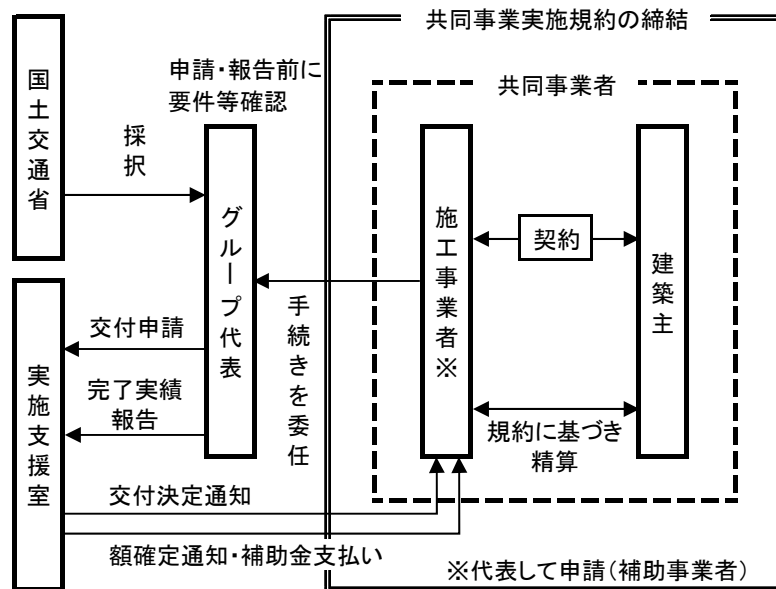 共同事業実施規約の締結
国土交通省
申請・報告前に
要件等確認
共同事業者
採択
グループ代表
施工事業者※
契約
建築主
手続きを委任
交付申請
実施支援室
完了実績
報告
規約に基づき
精算
交付決定通知
額確定通知・補助金支払い
※代表して申請（補助事業者）